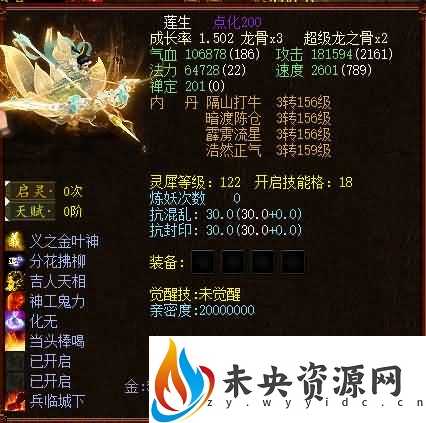 莲生 点化200
成长率 1.502 龙骨x3 超级龙之骨x2
气血 106878(186) 攻击 181594(2161)
法力 64728(22) 速度 2601(789)
禅定 201(0)
内 丹 隔山打牛 3转156级
暗渡陈仓 3转156级
霹雳流星 3转156级
浩然正气 3转159级
启灵: 0次
天赋: 0阶
灵犀等级: 122 开启技能格: 18
炼妖次数 0
抗混乱: 30.0(30.0+0.0)
抗封印: 30.0(30.0+0.0)
装备:
觉醒技:未觉醒
亲密度:20000000
义之金叶神
分花拂柳
吉人天相
神工鬼力
化无
当头棒喝
已开启
已开启
兵临城下
金:
未央资源网
zy.wyyidc.cn